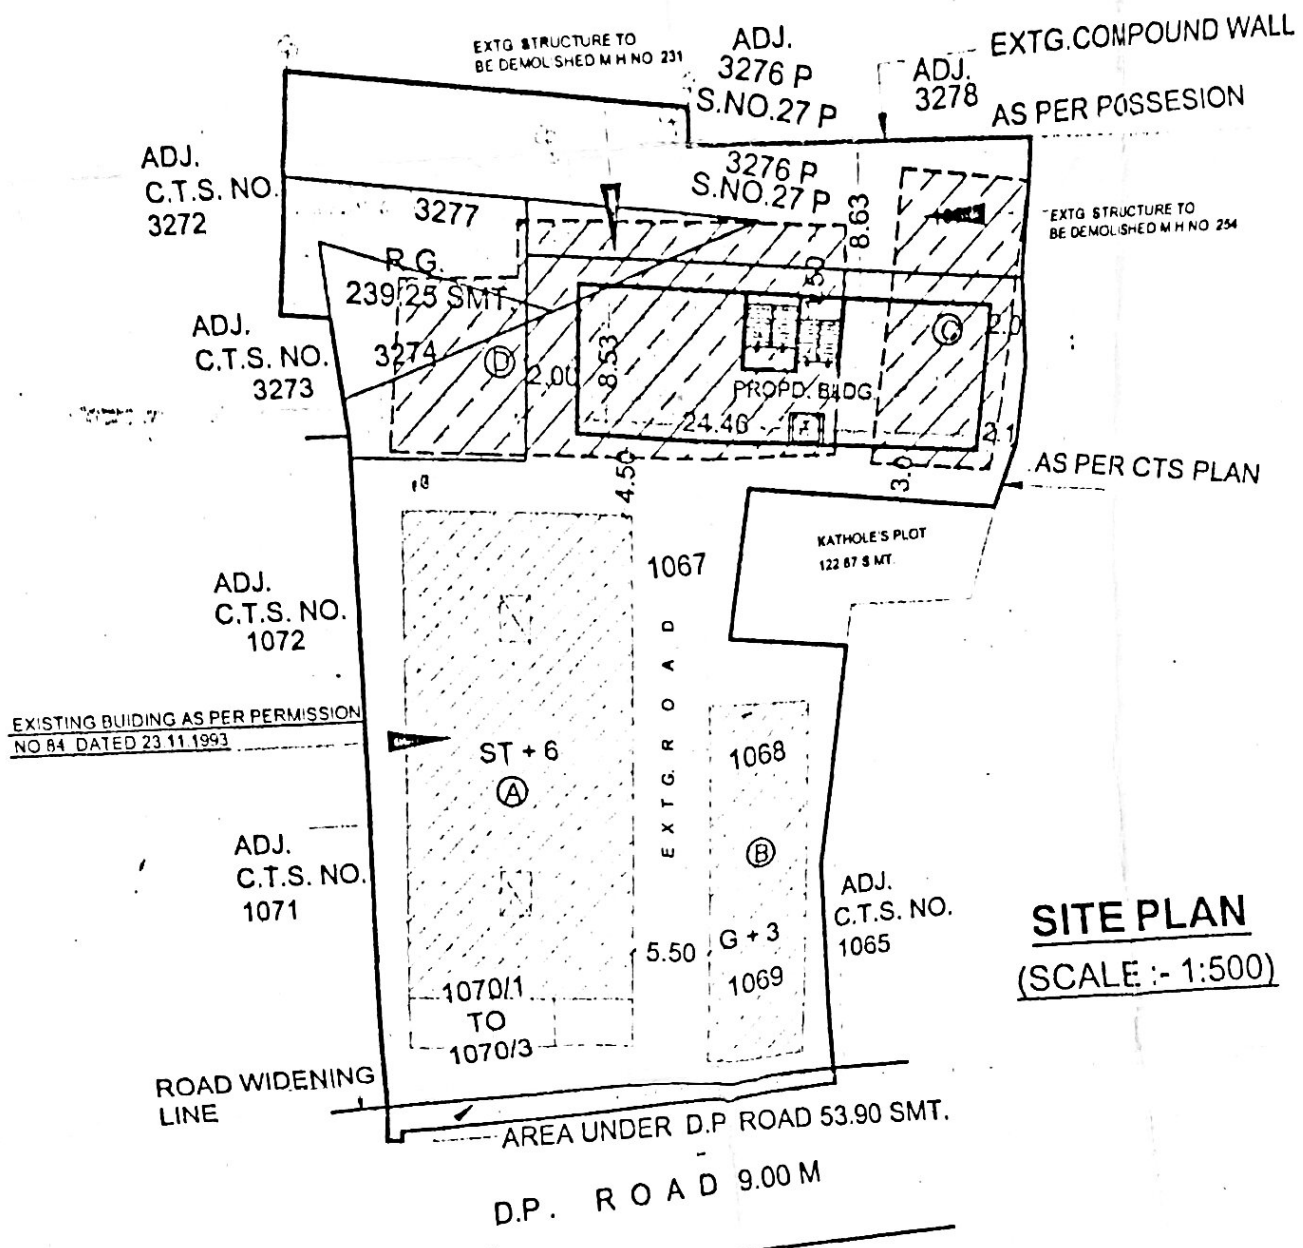 EXTG STRUCTURE TO
BE DEMOLSHED M H NO 231
ADJ.
3276 P
S.NO.27 P
EXTG.COMPOUND WALL
ADJ.
3278
AS PER POSSESION
ADJ.
C.T.S. NO.
3272
3276 P
S.NO.27 P
8.63
3277
EXTG STRUCTURE TO
BE DEMOLISHED M H NO 254
R G.
239.25 SMT
ADJ.
C.T.S. NO.
3273
3274
D
2.00
8.53
C
2.0
PROPD. BLDG
24.46
2.1
4.50
3.0
AS PER CTS PLAN
KATHOLE'S PLOT
122 87 S MT.
1067
ADJ.
C.T.S. NO.
1072
EXTG. ROAD
EXISTING BUIDING AS PER PERMISSION
NO 84 DATED 23.11.1993
ST + 6
A
1068
B
ADJ.
C.T.S. NO.
1071
ADJ.
C.T.S. NO.
1065
5.50
G + 3
1069
SITE PLAN
(SCALE :- 1:500)
1070/1
TO
1070/3
ROAD WIDENING
LINE
AREA UNDER D.P ROAD 53.90 SMT.
D.P. ROAD 9.00 M